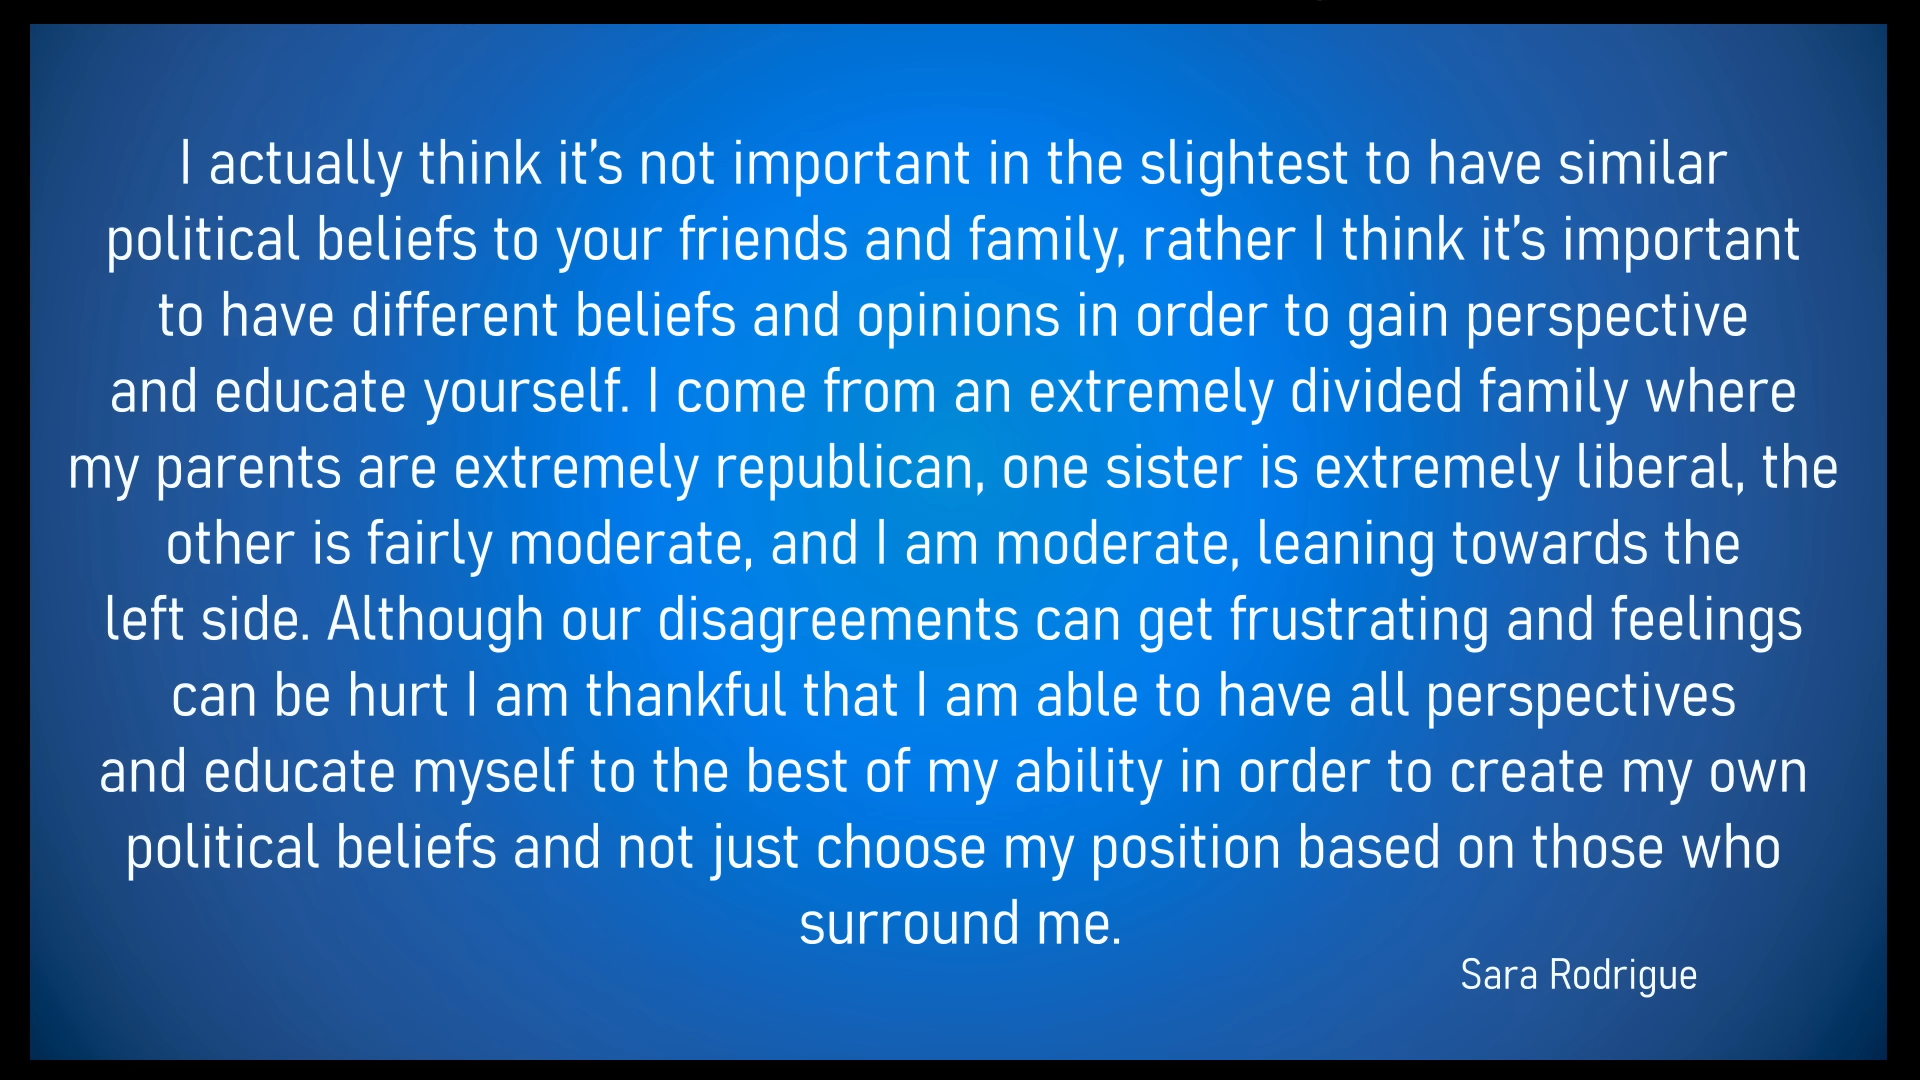 I actually think it’s not important in the slightest to have similar
political beliefs to your friends and family, rather I think it’s important
to have different beliefs and opinions in order to gain perspective
and educate yourself. I come from an extremely divided family where
my parents are extremely republican, one sister is extremely liberal, the
other is fairly moderate, and I am moderate, leaning towards the
left side. Although our disagreements can get frustrating and feelings
can be hurt I am thankful that I am able to have all perspectives
and educate myself to the best of my ability in order to create my own
political beliefs and not just choose my position based on those who
surround me.
Sara Rodrigue